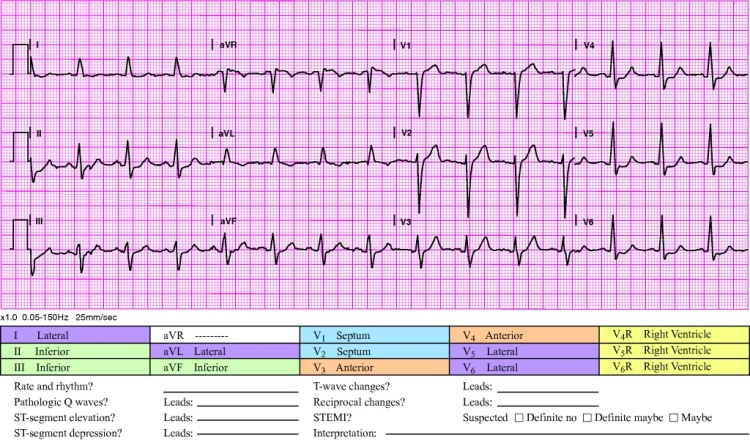 I aVR V1 V4
II aVL V2 V5
III aVF V3 V6
x1.0 0.05-150Hz 25mm/sec
I Lateral aVR --------- V1 Septum V4 Anterior V4R Right Ventricle
II Inferior aVL Lateral V2 Septum V5 Lateral V5R Right Ventricle
III Inferior aVF Inferior V3 Anterior V6 Lateral V6R Right Ventricle
Rate and rhythm? T-wave changes? Leads:
Pathologic Q waves? Leads: Reciprocal changes? Leads:
ST-segment elevation? Leads: STEMI? Suspected □ Definite no □ Definite maybe □ Maybe
ST-segment depression? Leads: Interpretation: